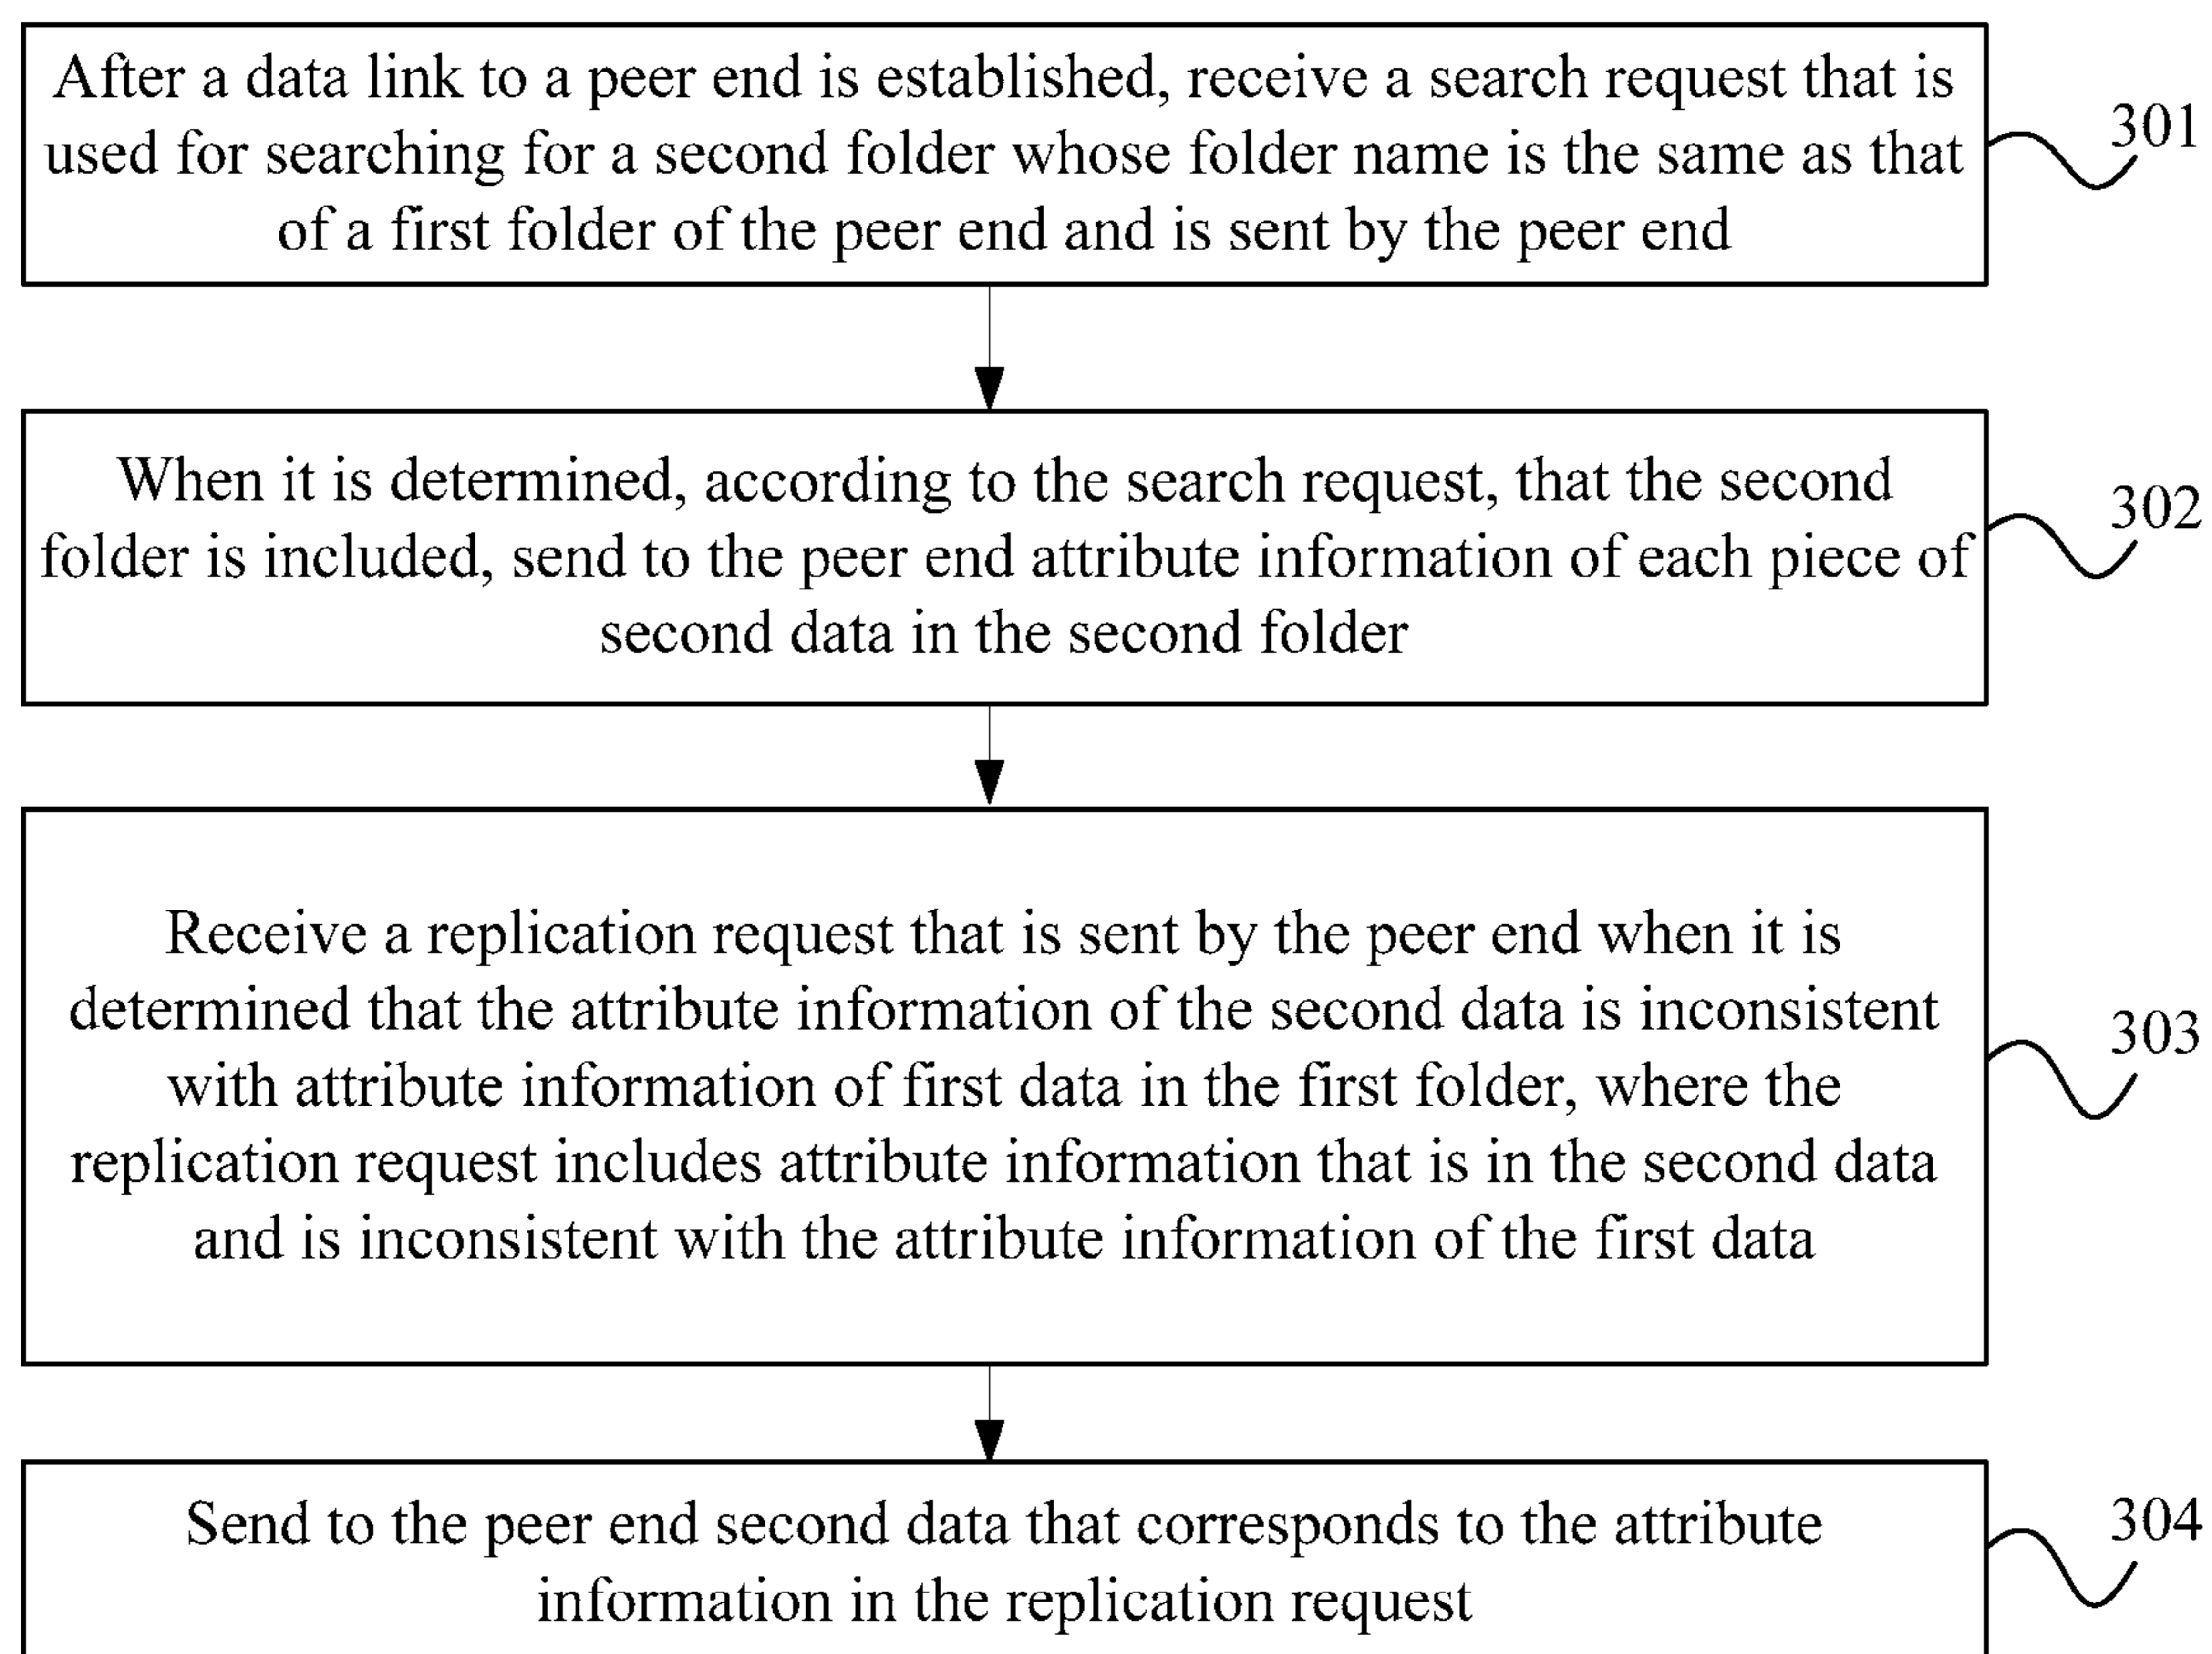 After a data link to a peer end is established, receive a search request that is
used for searching for a second folder whose folder name is the same as that
of a first folder of the peer end and is sent by the peer end
301
When it is determined, according to the search request, that the second
folder is included, send to the peer end attribute information of each piece of
second data in the second folder
302
Receive a replication request that is sent by the peer end when it is
determined that the attribute information of the second data is inconsistent
with attribute information of first data in the first folder, where the
replication request includes attribute information that is in the second data
and is inconsistent with the attribute information of the first data
303
Send to the peer end second data that corresponds to the attribute
information in the replication request
304